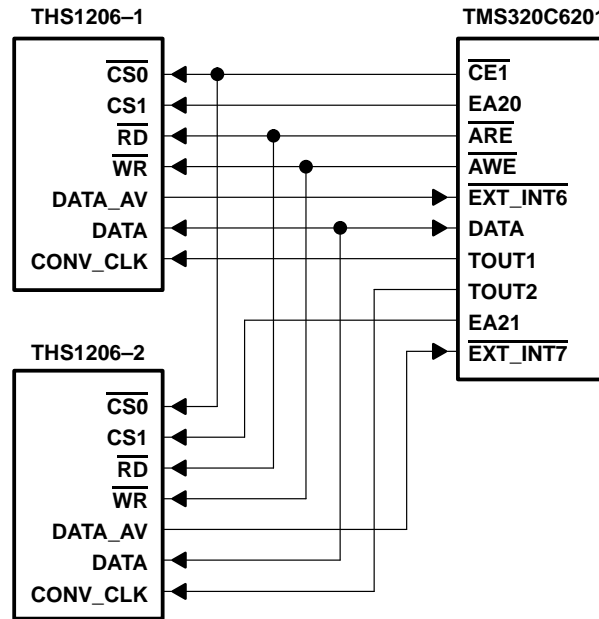 THS1206–1
CS0
CS1
RD
WR
DATA_AV
DATA
CONV_CLK
TMS320C6201
CE1
EA20
ARE
AWE
EXT_INT6
DATA
TOUT1
TOUT2
EA21
EXT_INT7
THS1206–2
CS0
CS1
RD
WR
DATA_AV
DATA
CONV_CLK